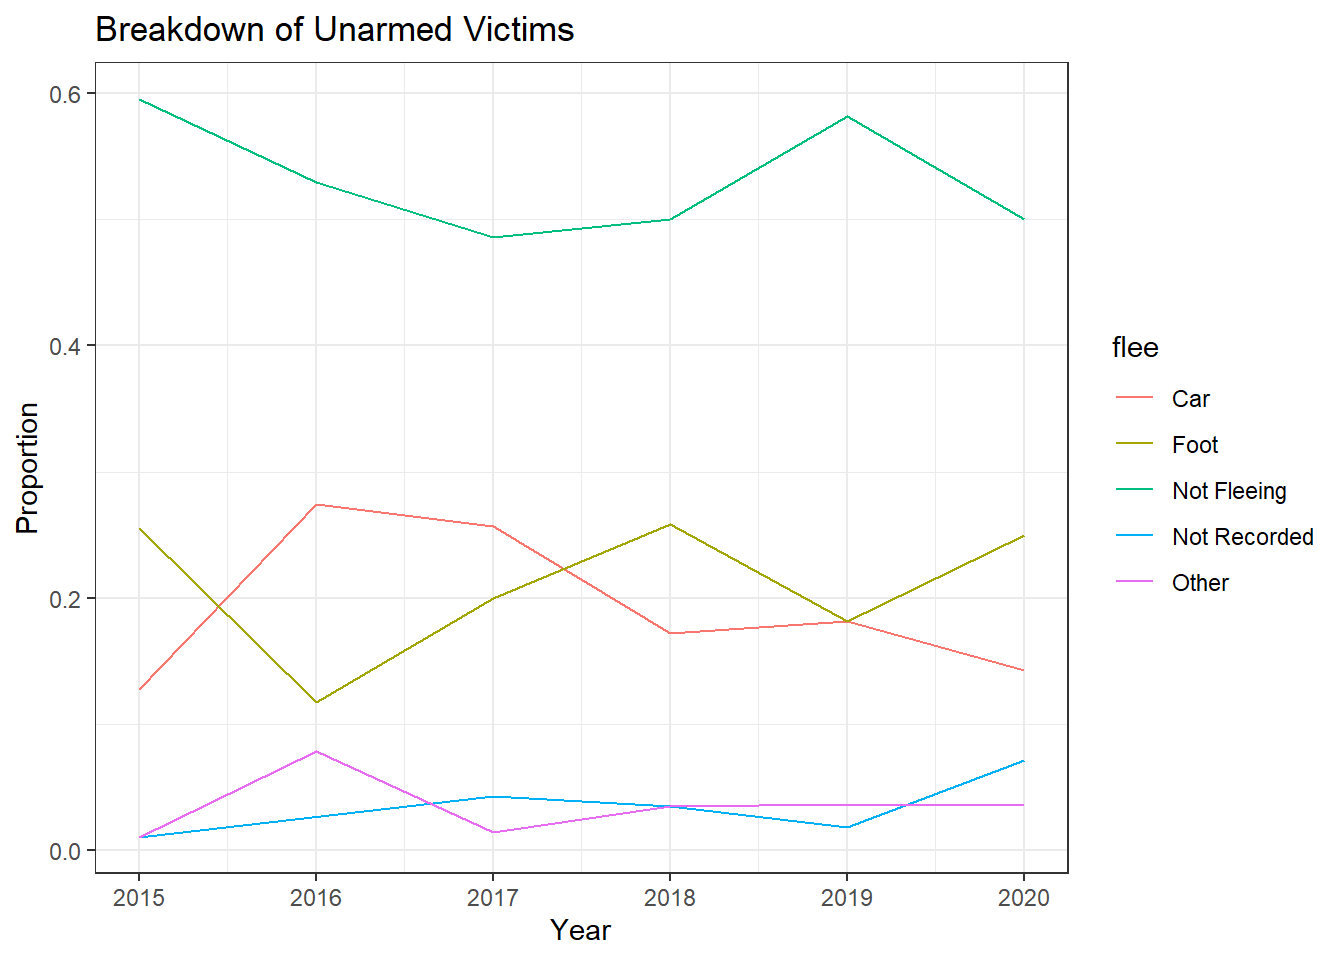 Breakdown of Unarmed Victims
0.6
0.4
0.2
0.0
Proportion
2015 2016 2017 2018 2019 2020
Year
flee
Car
Foot
Not Fleeing
Not Recorded
Other